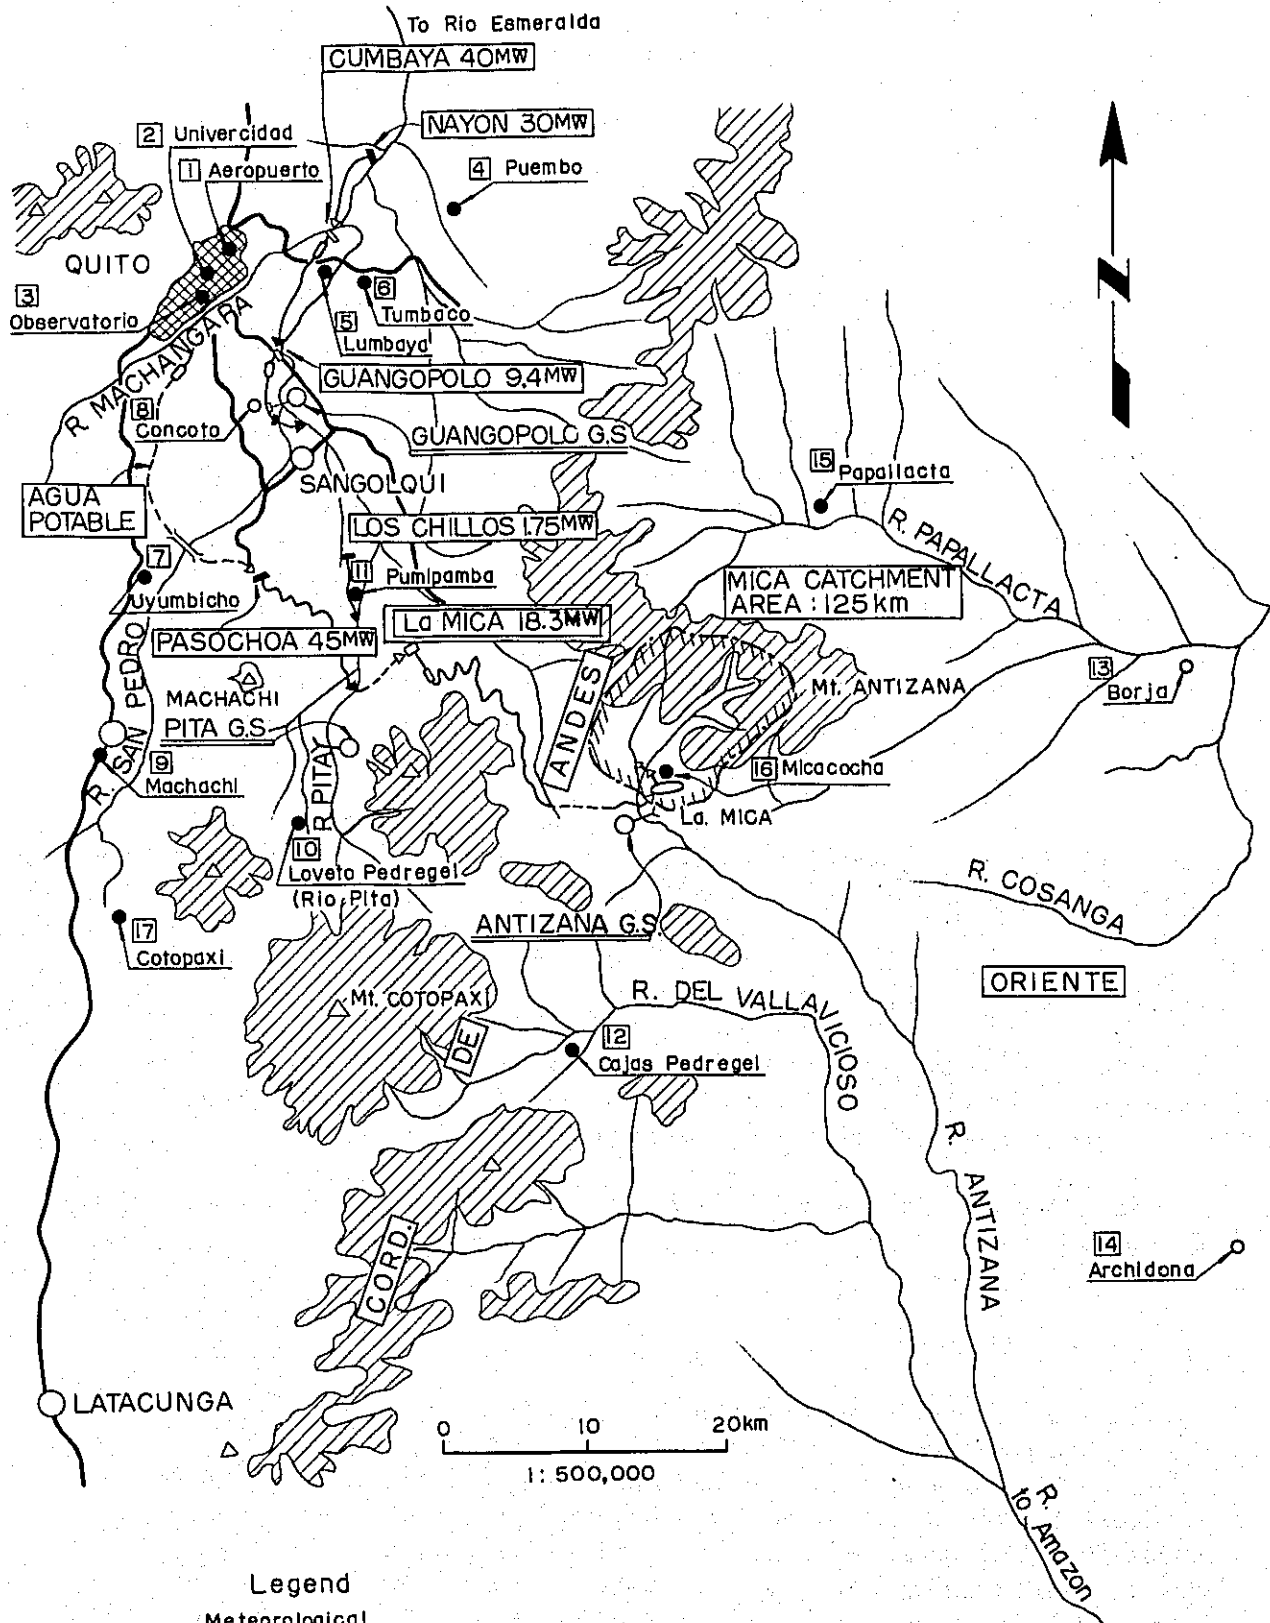 To Rio Esmeralda
CUMBAYA 40MW
NAYON 30MW
2 Univercidad
1 Aeropuerto
4 Puembo
QUITO
3
Observatorio
6
Tumbaco
5
Lumbaya
R. MACHANGARA
GUANGOPOLO 9.4MW
8
Concoto
GUANGOPOLO G.S
15
Papallacta
SANGOLQUI
AGUA
POTABLE
LOS CHILLOS 1.75MW
R. PAPALLACTA
7
Uyumbicho
11
Pumipamba
MICA CATCHMENT
AREA : 125 km
La MICA 18.3MW
PASOCHOA 45MW
R. SAN PEDRO
MACHACHI
PITA G.S
ANDES
Mt. ANTIZANA
13
Borja
9
Machachi
R. PITA
16 Micacocha
La. MICA
10
Loveto Pedregel
(Rio Pita)
R. COSANGA
17
Cotopaxi
ANTIZANA G.S.
ORIENTE
Mt. COTOPAXI
R. DEL VALLAVICIOSO
DE
12
Cajas Pedregel
R. ANTIZANA
14
Archidona
CORD.
LATACUNGA
0 10 20km
1:500,000
R.
to Amazon
Legend
Meteorological
N